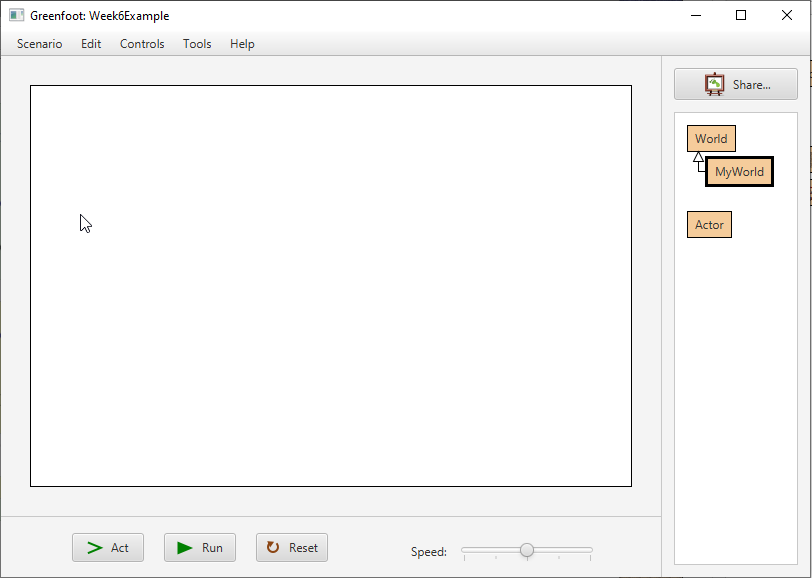 Greenfoot: Week6Example
Scenario Edit Controls Tools Help
Share...
World
MyWorld
Actor
Act Run Reset Speed: